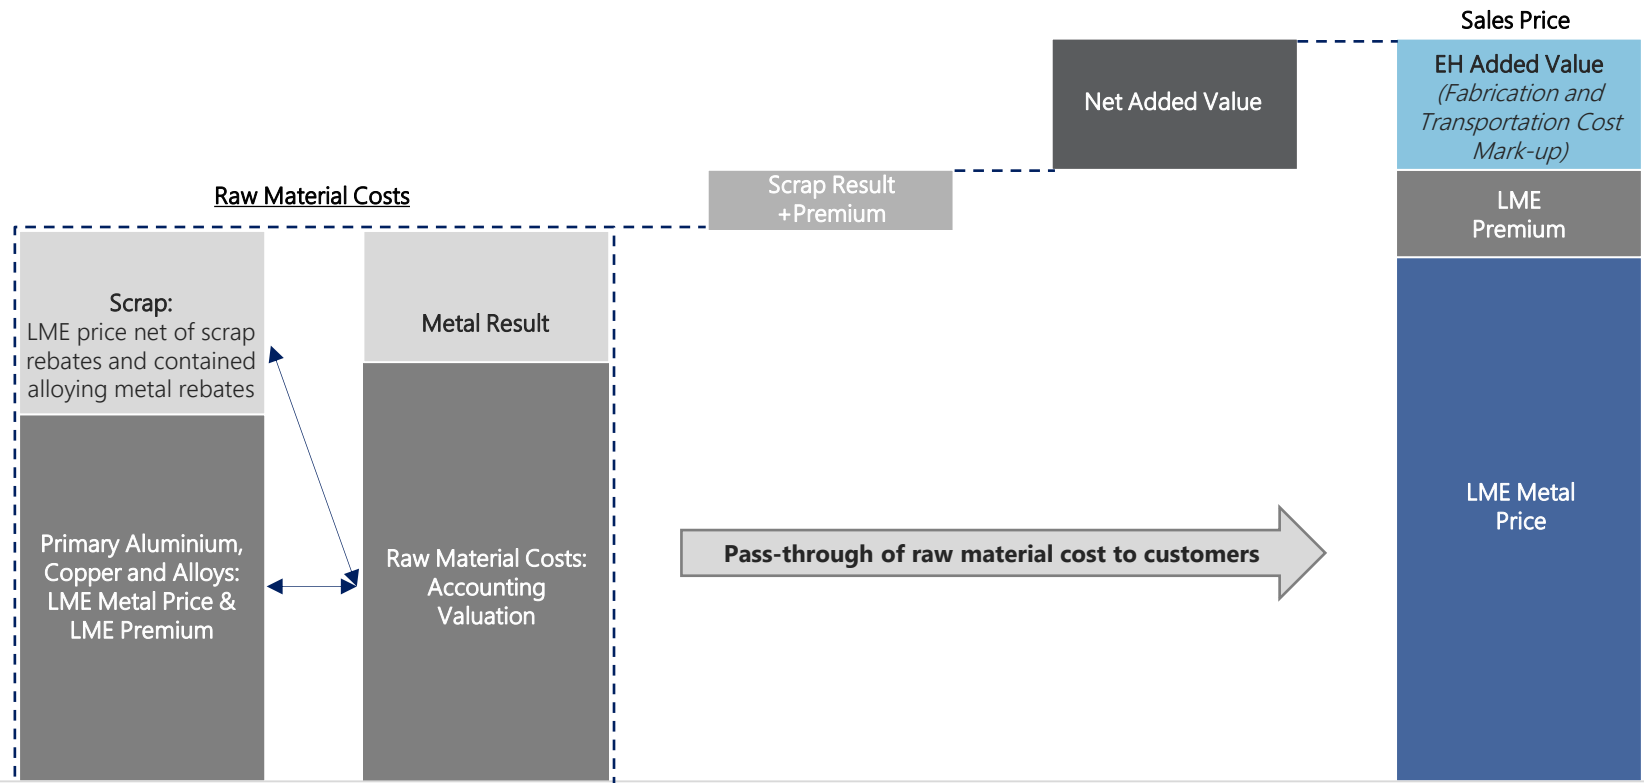 Sales Price
EH Added Value
(Fabrication and
Transportation Cost
Mark-up)
Net Added Value
Raw Material Costs
Scrap Result
+Premium
LME
Premium
Scrap:
LME price net of scrap
rebates and contained
alloying metal rebates
Metal Result
Primary Aluminium,
Copper and Alloys:
LME Metal Price &
LME Premium
Raw Material Costs:
Accounting
Valuation
Pass-through of raw material cost to customers
LME Metal
Price